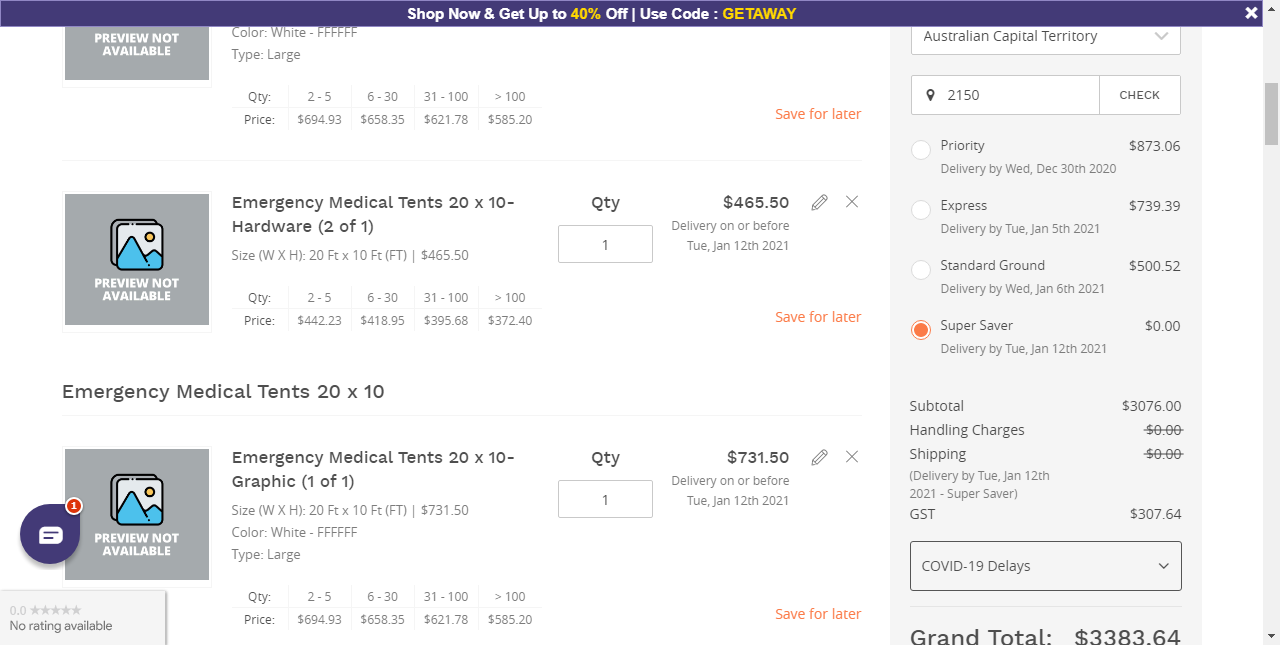 Shop Now & Get Up to 40% Off | Use Code : GETAWAY
PREVIEW NOT
AVAILABLE
Color: White - FFFFFF
Type: Large
Qty: 2 - 5 6 - 30 31 - 100 > 100
Price: $694.93 $658.35 $621.78 $585.20
Save for later
PREVIEW NOT
AVAILABLE
Emergency Medical Tents 20 x 10-
Hardware (2 of 1)
Size (W X H): 20 Ft x 10 Ft (FT) | $465.50
Qty
1
$465.50
Delivery on or before
Tue, Jan 12th 2021
Qty: 2 - 5 6 - 30 31 - 100 > 100
Price: $442.23 $418.95 $395.68 $372.40
Save for later
Emergency Medical Tents 20 x 10
PREVIEW NOT
AVAILABLE
Emergency Medical Tents 20 x 10-
Graphic (1 of 1)
Size (W X H): 20 Ft x 10 Ft (FT) | $731.50
Color: White - FFFFFF
Type: Large
Qty
1
$731.50
Delivery on or before
Tue, Jan 12th 2021
Qty: 2 - 5 6 - 30 31 - 100 > 100
Price: $694.93 $658.35 $621.78 $585.20
Save for later
1
0.0
No rating available
Australian Capital Territory
2150 CHECK
Priority $873.06
Delivery by Wed, Dec 30th 2020
Express $739.39
Delivery by Tue, Jan 5th 2021
Standard Ground $500.52
Delivery by Wed, Jan 6th 2021
Super Saver $0.00
Delivery by Tue, Jan 12th 2021
Subtotal $3076.00
Handling Charges $0.00
Shipping $0.00
(Delivery by Tue, Jan 12th
2021 - Super Saver)
GST $307.64
COVID-19 Delays
Grand Total: $3383.64